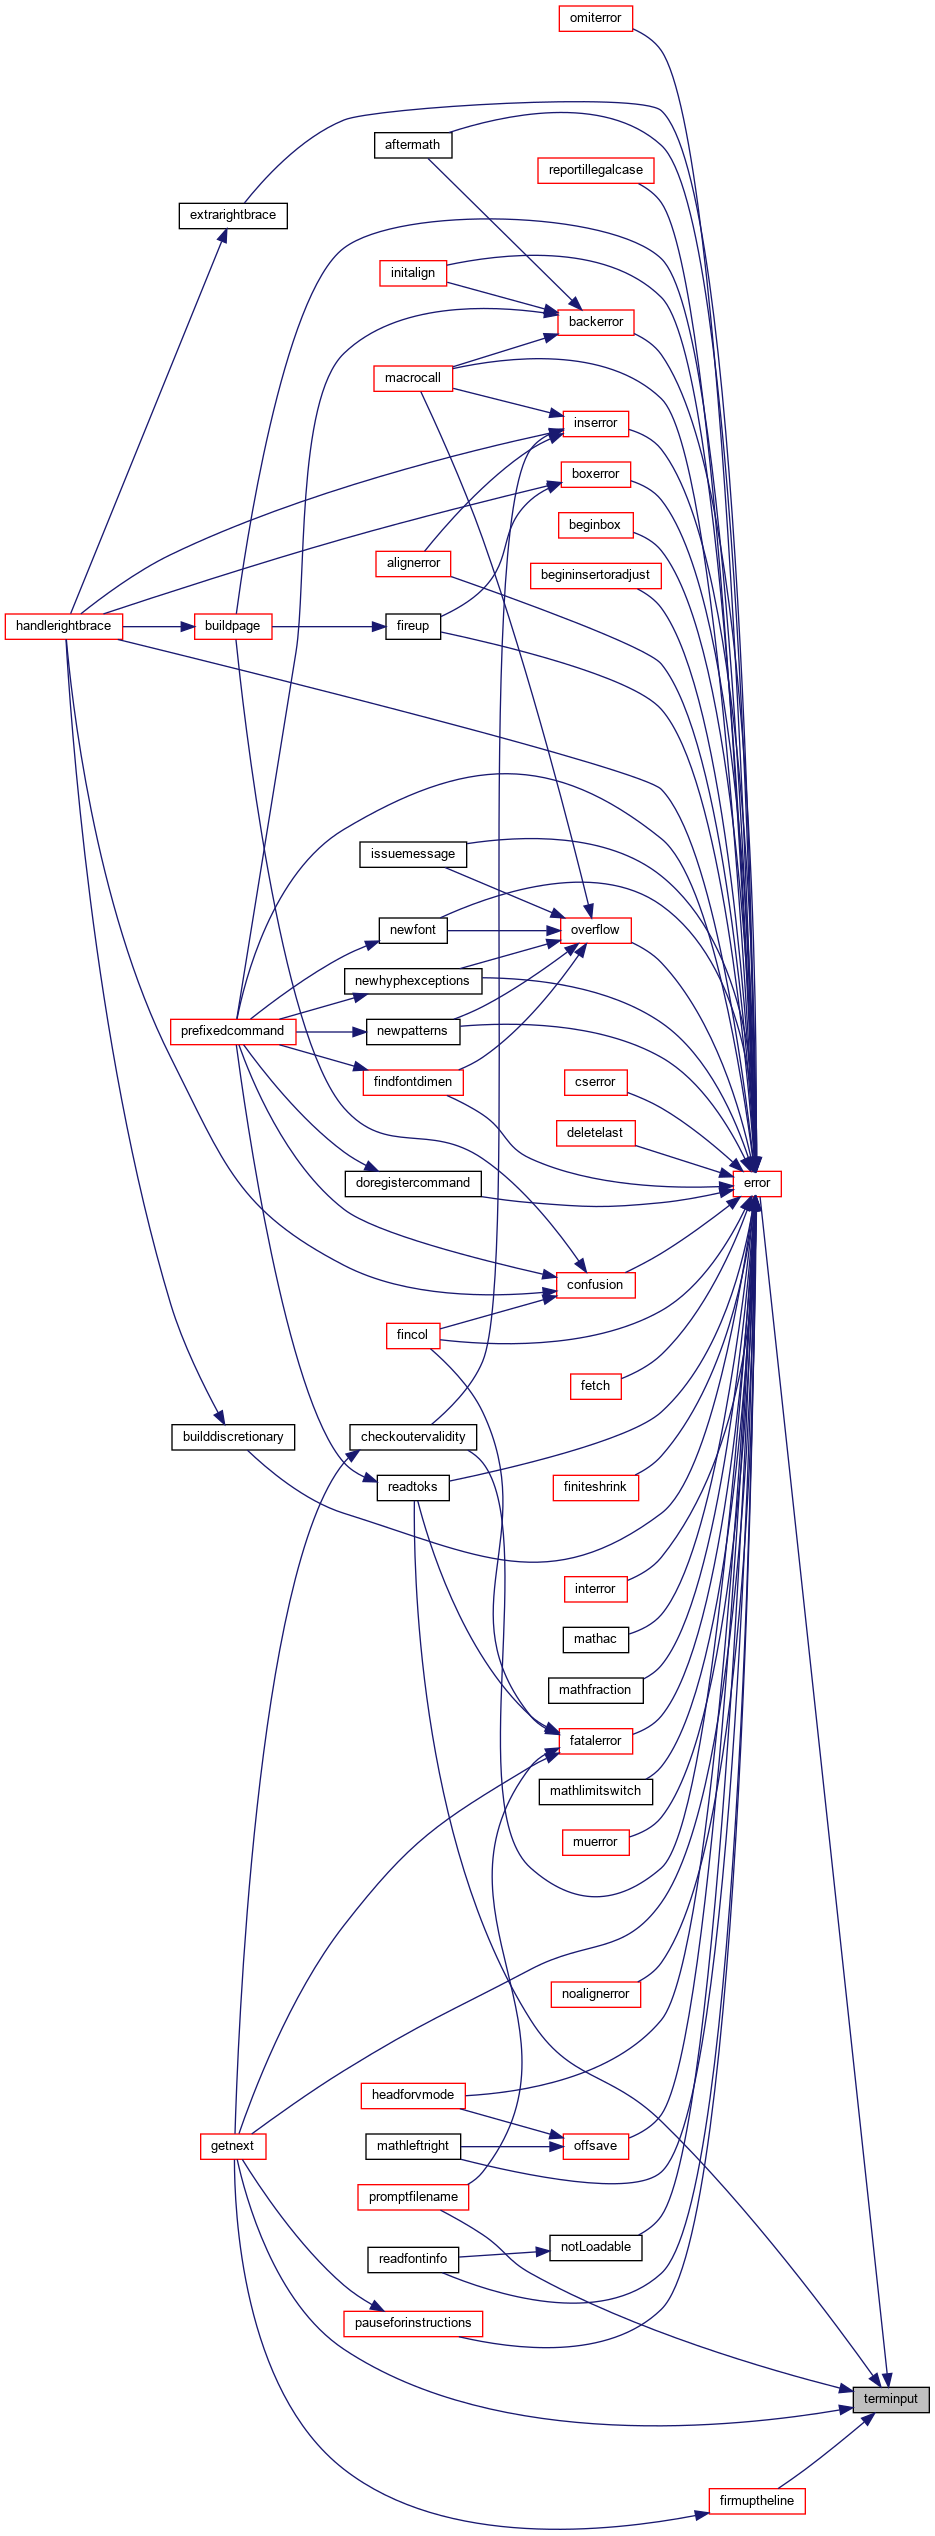 omiterror
aftermath
reportillegalcase
extrarightbrace
initalign
backerror
macrocall
inserror
boxerror
beginbox
alignerror
begininsertoradjust
handlerightbrace
buildpage
fireup
issuemessage
newfont
overflow
newhyphexceptions
prefixedcommand
newpatterns
findfontdimen
cserror
deletelast
doregistercommand
error
confusion
fincol
fetch
builddiscretionary
checkoutervalidity
readtoks
finiteshrink
interror
mathac
mathfraction
fatalerror
mathlimitswitch
muerror
noalignerror
headforvmode
getnext
mathleftright
offsave
promptfilename
notLoadable
readfontinfo
pauseforinstructions
terminput
firmuptheline